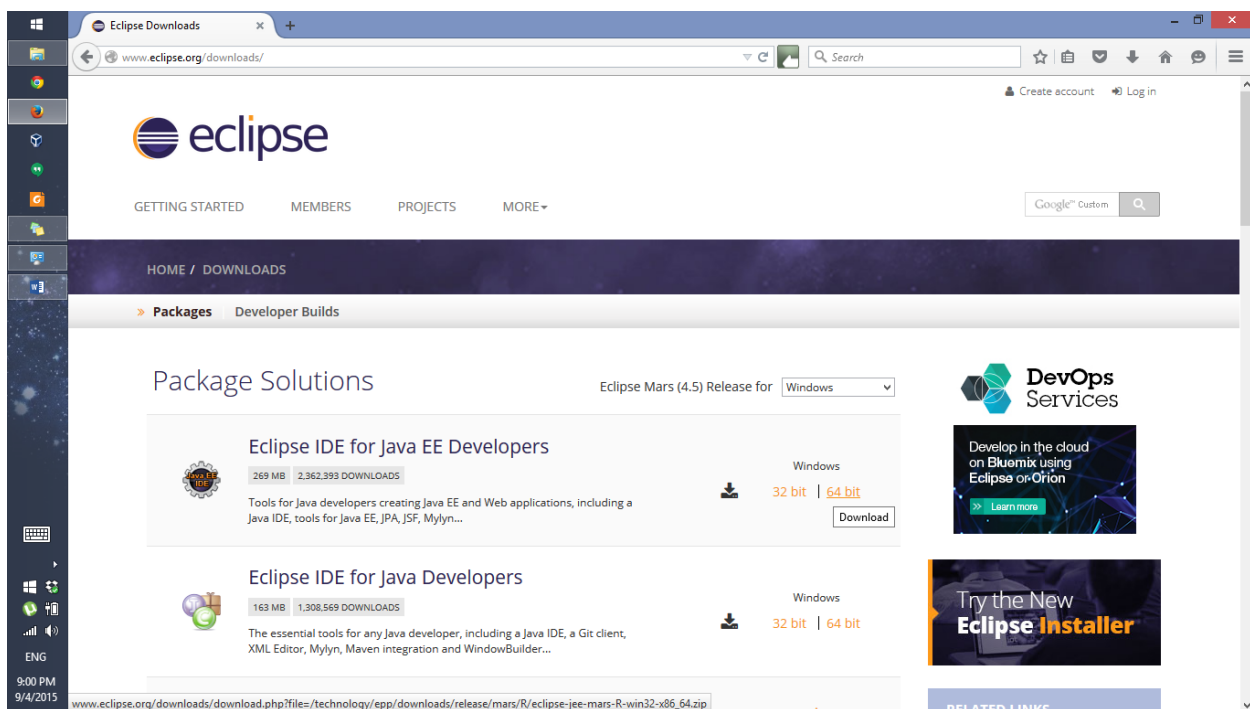 Eclipse Downloads
www.eclipse.org/downloads/
Search
Create account
Log in
eclipse
GETTING STARTED
MEMBERS
PROJECTS
MORE
Google™ Custom
HOME / DOWNLOADS
Packages
Developer Builds
Package Solutions
Eclipse Mars (4.5) Release for
Windows
Eclipse IDE for Java EE Developers
269 MB
2,362,393 DOWNLOADS
Java EE
IDE
Tools for Java developers creating Java EE and Web applications, including a
Java IDE, tools for Java EE, JPA, JSF, Mylyn...
Windows
32 bit | 64 bit
Download
Eclipse IDE for Java Developers
163 MB
1,308,569 DOWNLOADS
The essential tools for any Java developer, including a Java IDE, a Git client,
XML Editor, Mylyn, Maven integration and WindowBuilder...
Windows
32 bit | 64 bit
DevOps
Services
Develop in the cloud
on Bluemix using
Eclipse or Orion
Learn more
Try the New
Eclipse Installer
RELATED LINKS
ENG
9:00 PM
9/4/2015
www.eclipse.org/downloads/download.php?file=/technology/epp/downloads/release/mars/R/eclipse-jee-mars-R-win32-x86_64.zip